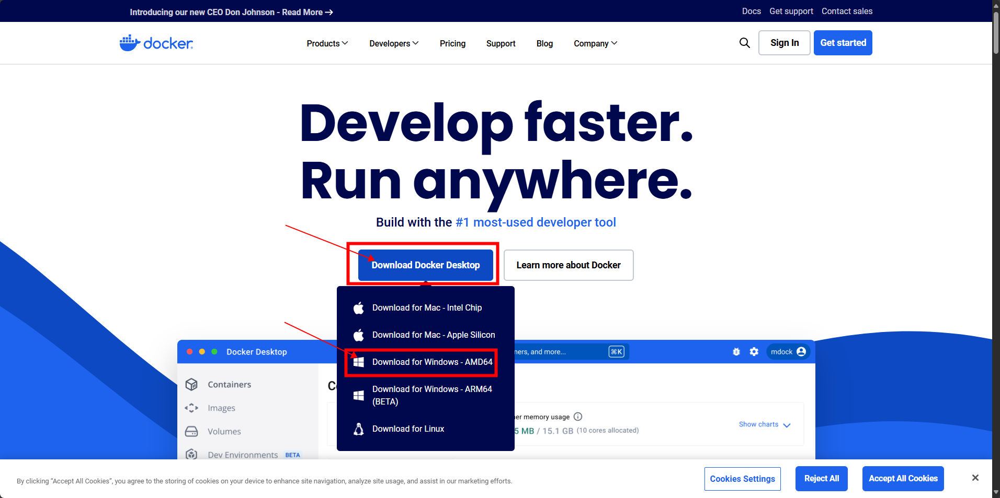 Introducing our new CEO Don Johnson - Read More →
Docs Get support Contact sales
docker
Products Developers Pricing Support Blog Company
Sign In
Get started
Develop faster.
Run anywhere.
Build with the #1 most-used developer tool
Download Docker Desktop
Learn more about Docker
Download for Mac - Intel Chip
Download for Mac - Apple Silicon
Download for Windows - AMD64
Download for Windows - ARM64
(BETA)
Download for Linux
Docker Desktop
and more...
⌘K
mdock
Containers
Images
Volumes
Dev Environments BETA
memory usage
MB / 15.1 GB (10 cores allocated)
Show charts
By clicking “Accept All Cookies”, you agree to the storing of cookies on your device to enhance site navigation, analyze site usage, and assist in our marketing efforts.
Cookies Settings
Reject All
Accept All Cookies